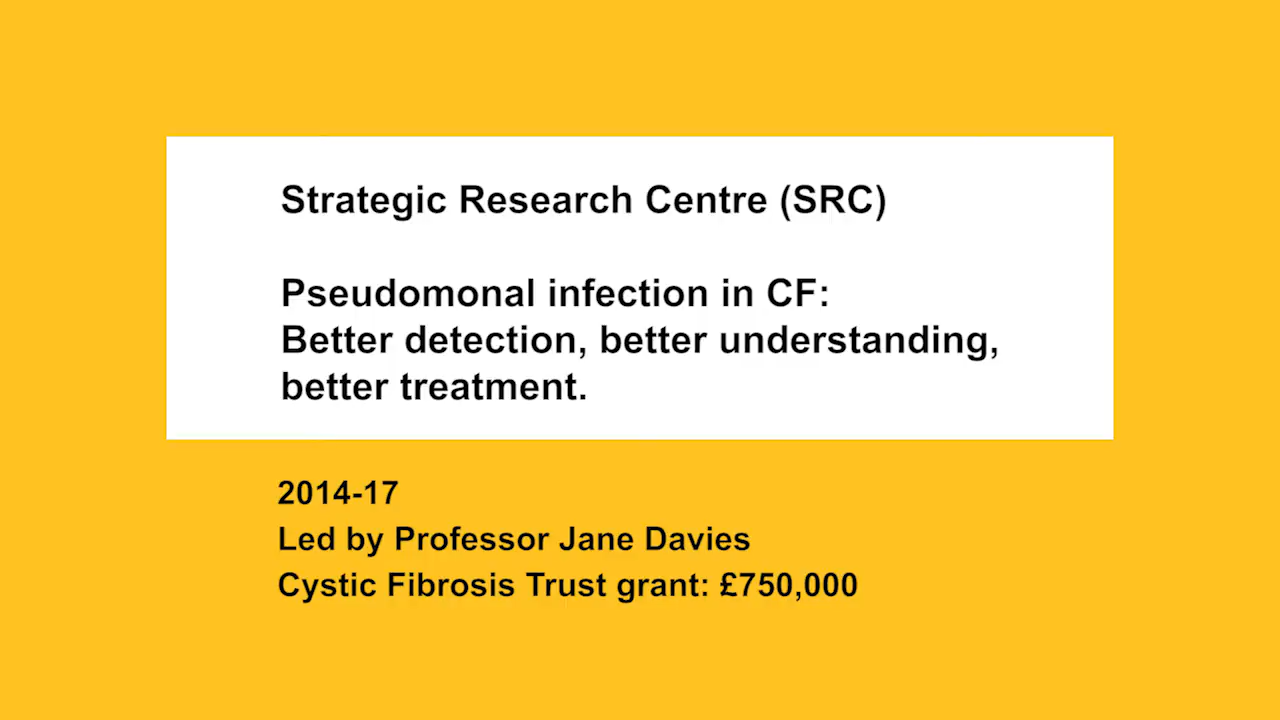 Strategic Research Centre (SRC)
Pseudomonal infection in CF:
Better detection, better understanding,
better treatment.
2014-17
Led by Professor Jane Davies
Cystic Fibrosis Trust grant: £750,000